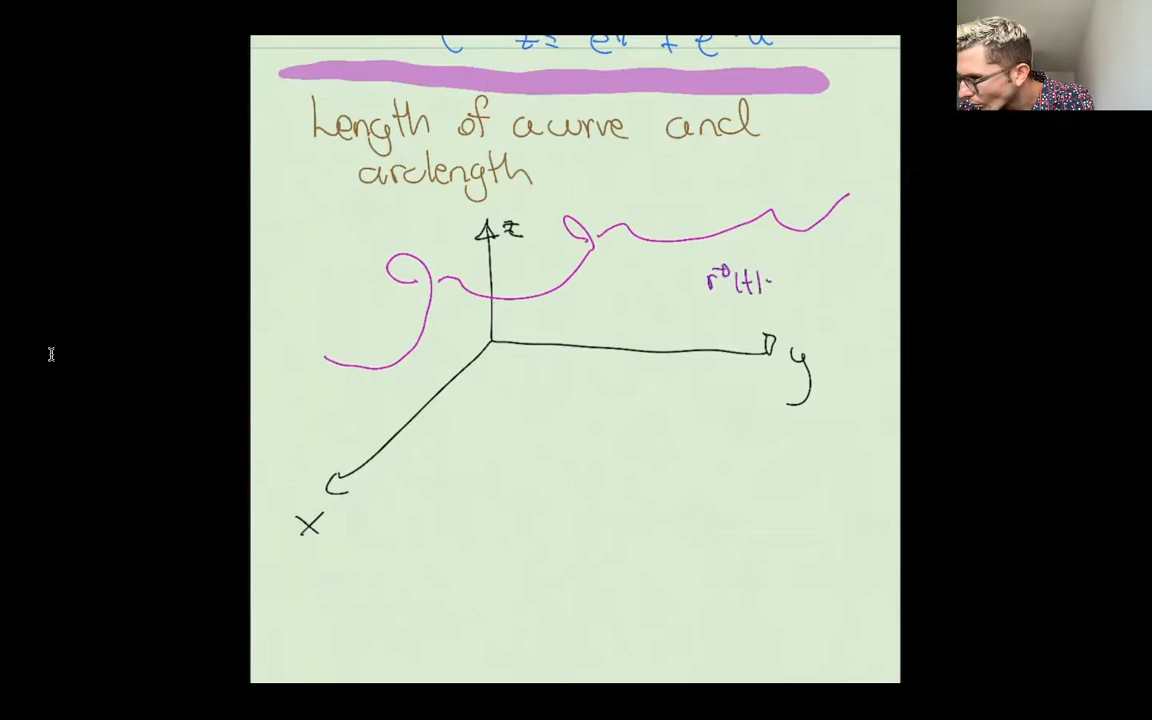 z = e^π + e^π u
Length of a curve and
arclength
z
r⃗(t)
y
x